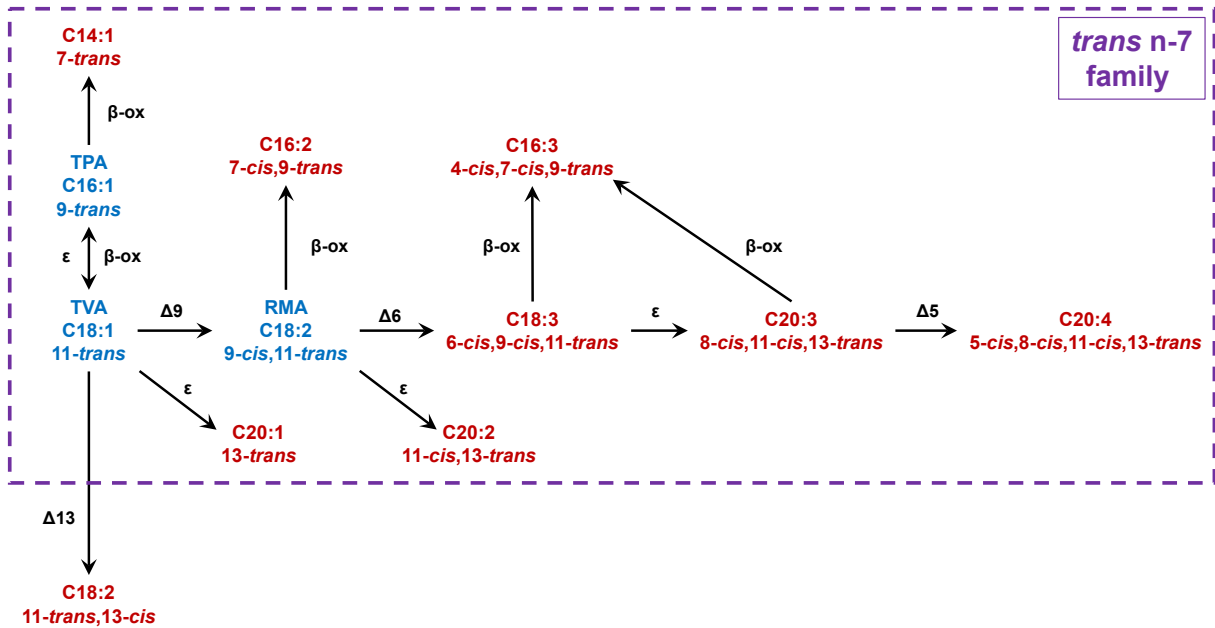 C14:1
7-trans
trans n-7
family
β-ox
TPA
C16:1
9-trans
C16:2
7-cis,9-trans
C16:3
4-cis,7-cis,9-trans
ε β-ox
β-ox
β-ox
β-ox
TVA
C18:1
11-trans
Δ9
RMA
C18:2
9-cis,11-trans
Δ6
C18:3
6-cis,9-cis,11-trans
ε
C20:3
8-cis,11-cis,13-trans
Δ5
C20:4
5-cis,8-cis,11-cis,13-trans
ε
ε
C20:1
13-trans
C20:2
11-cis,13-trans
Δ13
C18:2
11-trans,13-cis